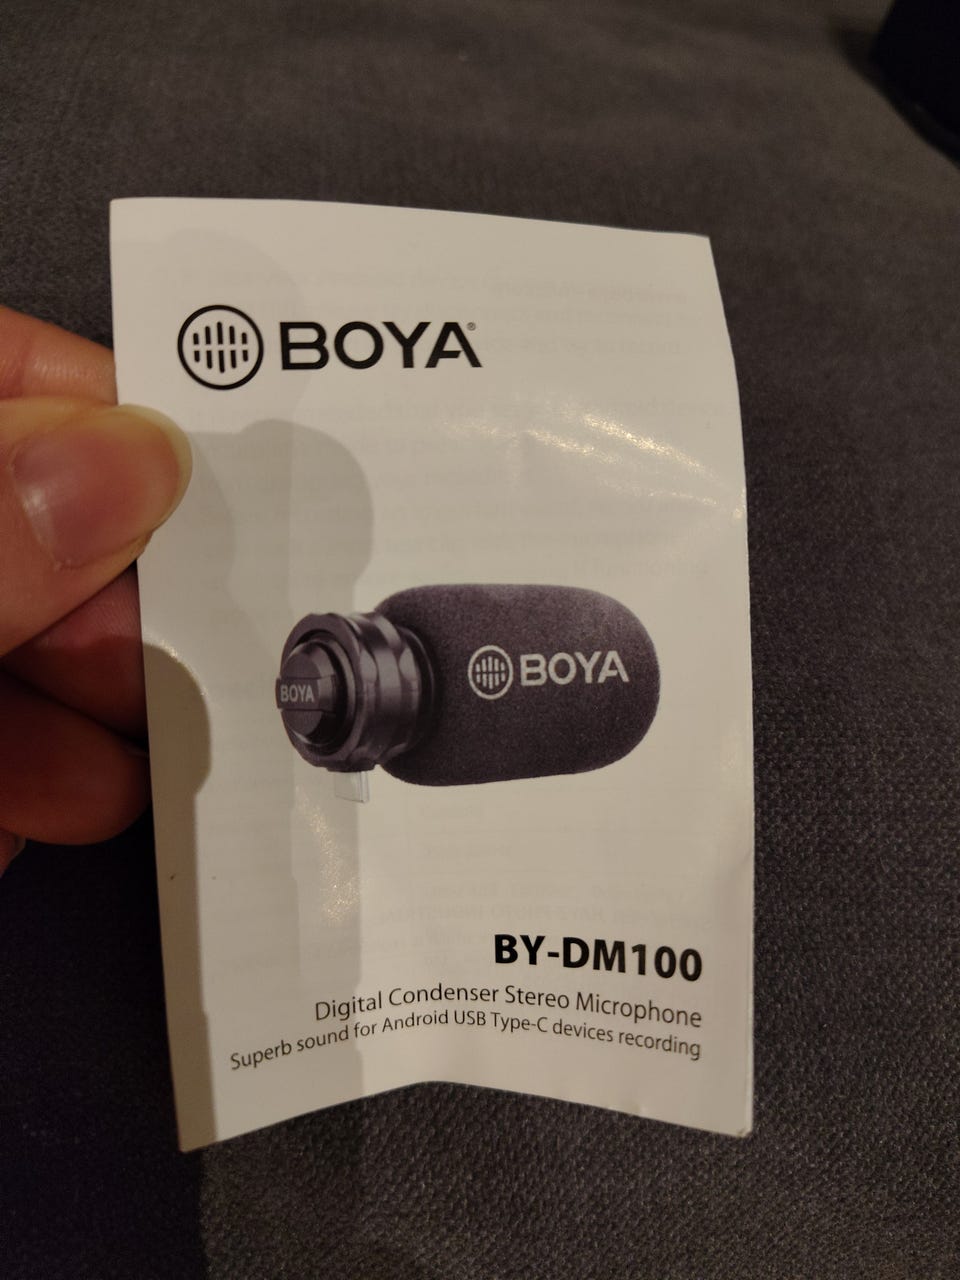 BOYA®
BOYA
BOYA
BY-DM100
Digital Condenser Stereo Microphone
Superb sound for Android USB Type-C devices recording